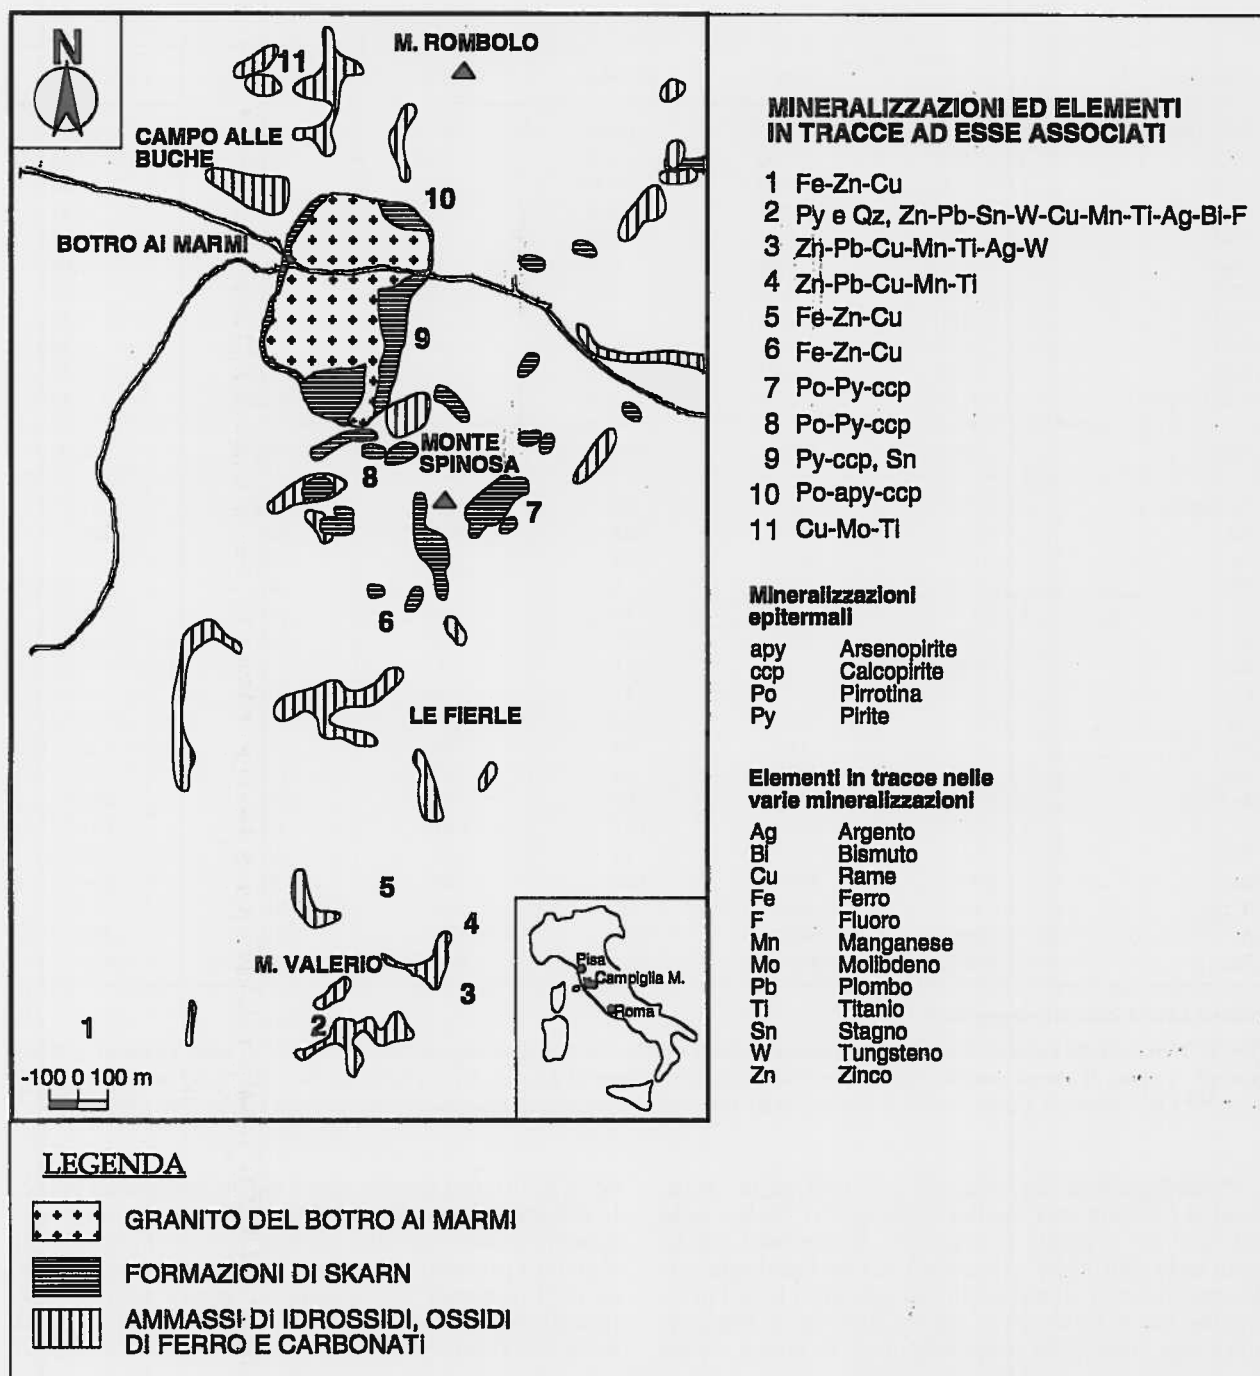 N
11
M. ROMBOLO
CAMPO ALLE
BUCHE
10
BOTRO AI MARMI
9
MONTE
SPINOSA
8
7
6
LE FIERLE
5
4
M. VALERIO
3
2
1
-100 0 100 m
Pisa
Campiglia M.
Roma
MINERALIZZAZIONI ED ELEMENTI
IN TRACCE AD ESSE ASSOCIATI
1 Fe-Zn-Cu
2 Py e Qz, Zn-Pb-Sn-W-Cu-Mn-Ti-Ag-Bi-F
3 Zn-Pb-Cu-Mn-Ti-Ag-W
4 Zn-Pb-Cu-Mn-Ti
5 Fe-Zn-Cu
6 Fe-Zn-Cu
7 Po-Py-ccp
8 Po-Py-ccp
9 Py-ccp, Sn
10 Po-apy-ccp
11 Cu-Mo-Ti
Mineralizzazioni
epitermali
apy Arsenopirite
ccp Calcopirite
Po Pirrotina
Py Pirite
Elementi in tracce nelle
varie mineralizzazioni
Ag Argento
Bi Bismuto
Cu Rame
Fe Ferro
F Fluoro
Mn Manganese
Mo Molibdeno
Pb Piombo
Ti Titanio
Sn Stagno
W Tungsteno
Zn Zinco
LEGENDA
GRANITO DEL BOTRO AI MARMI
FORMAZIONI DI SKARN
AMMASSI DI IDROSSIDI, OSSIDI
DI FERRO E CARBONATI